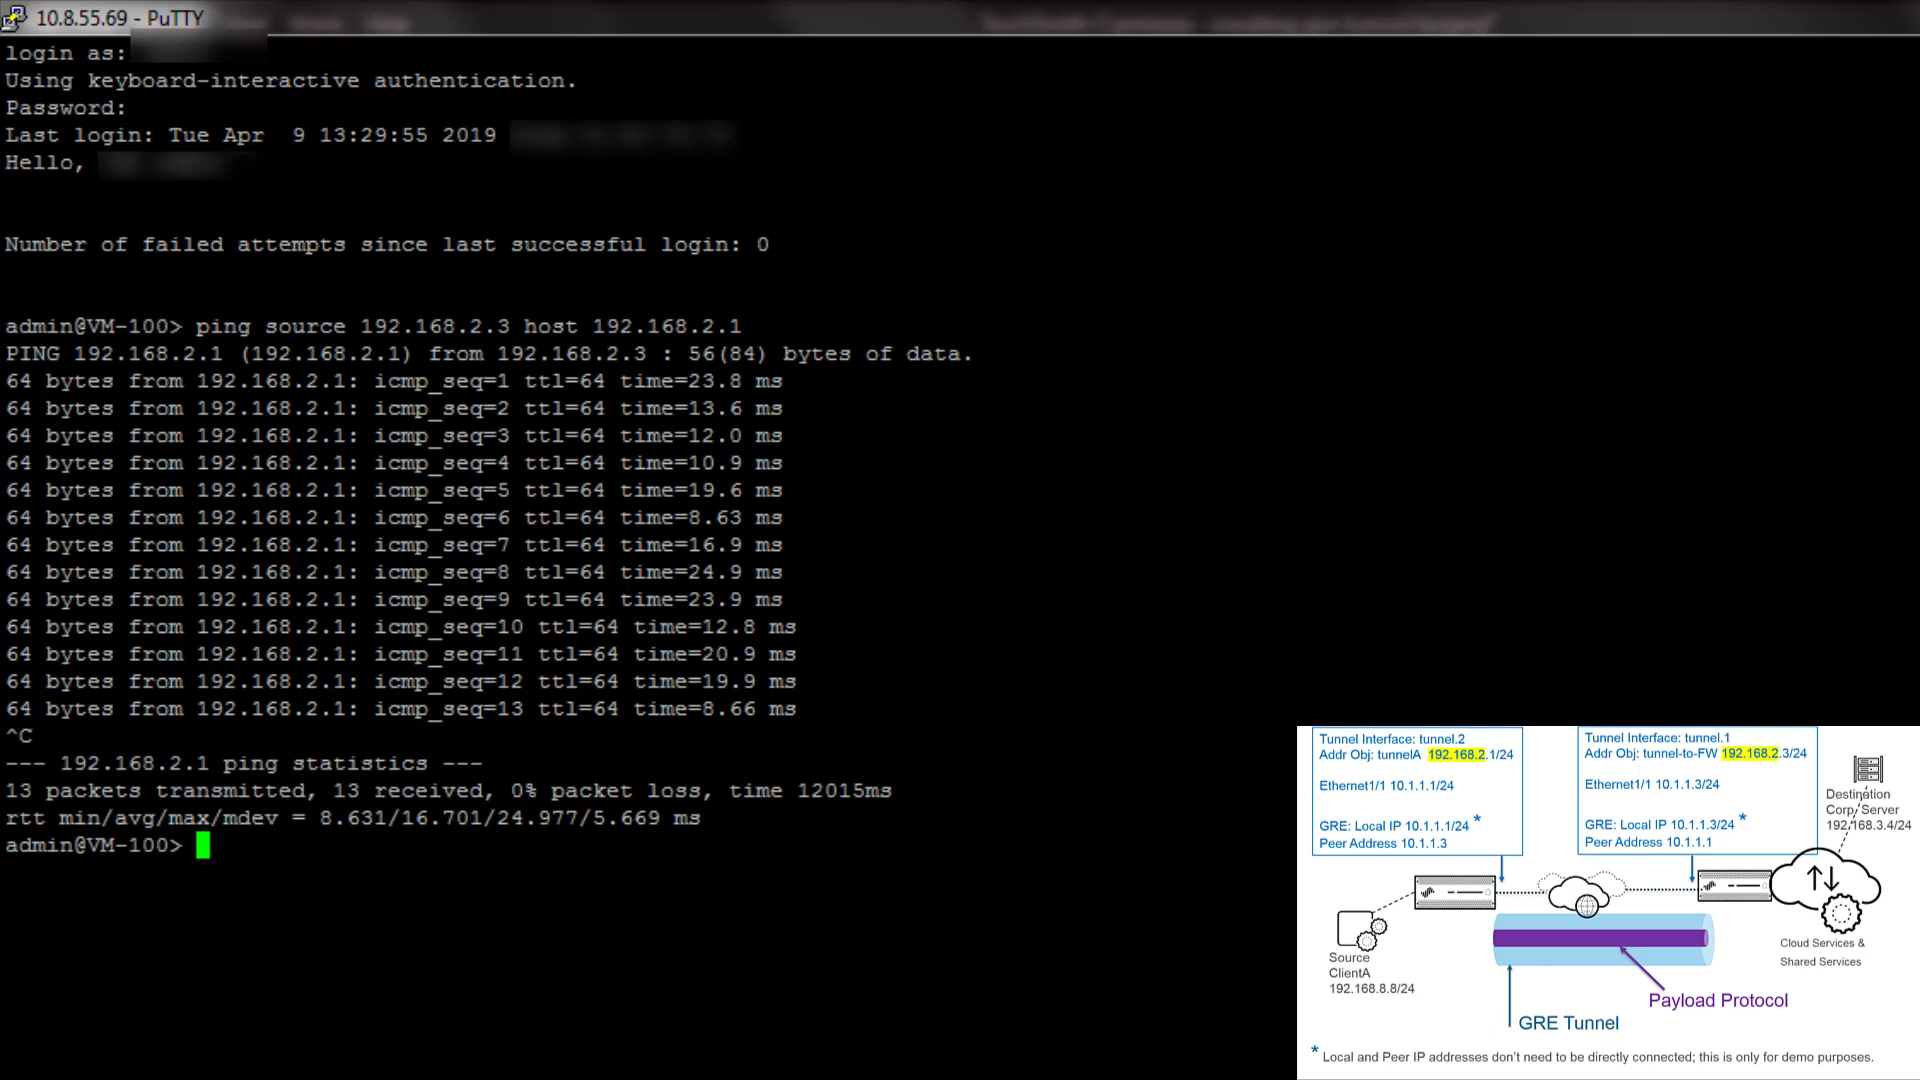 10.8.55.69 - PuTTY
login as:
Using keyboard-interactive authentication.
Password:
Last login: Tue Apr  9 13:29:55 2019
Hello,
Number of failed attempts since last successful login: 0
admin@VM-100> ping source 192.168.2.3 host 192.168.2.1
PING 192.168.2.1 (192.168.2.1) from 192.168.2.3 : 56(84) bytes of data.
64 bytes from 192.168.2.1: icmp_seq=1 ttl=64 time=23.8 ms
64 bytes from 192.168.2.1: icmp_seq=2 ttl=64 time=13.6 ms
64 bytes from 192.168.2.1: icmp_seq=3 ttl=64 time=12.0 ms
64 bytes from 192.168.2.1: icmp_seq=4 ttl=64 time=10.9 ms
64 bytes from 192.168.2.1: icmp_seq=5 ttl=64 time=19.6 ms
64 bytes from 192.168.2.1: icmp_seq=6 ttl=64 time=8.63 ms
64 bytes from 192.168.2.1: icmp_seq=7 ttl=64 time=16.9 ms
64 bytes from 192.168.2.1: icmp_seq=8 ttl=64 time=24.9 ms
64 bytes from 192.168.2.1: icmp_seq=9 ttl=64 time=23.9 ms
64 bytes from 192.168.2.1: icmp_seq=10 ttl=64 time=12.8 ms
64 bytes from 192.168.2.1: icmp_seq=11 ttl=64 time=20.9 ms
64 bytes from 192.168.2.1: icmp_seq=12 ttl=64 time=19.9 ms
64 bytes from 192.168.2.1: icmp_seq=13 ttl=64 time=8.66 ms
^C
--- 192.168.2.1 ping statistics ---
13 packets transmitted, 13 received, 0% packet loss, time 12015ms
rtt min/avg/max/mdev = 8.631/16.701/24.977/5.669 ms
admin@VM-100>
Tunnel Interface: tunnel.2
Addr Obj: tunnelA 192.168.2.1/24
Ethernet1/1 10.1.1.1/24
GRE: Local IP 10.1.1.1/24 *
Peer Address 10.1.1.3
Tunnel Interface: tunnel.1
Addr Obj: tunnel-to-FW 192.168.2.3/24
Ethernet1/1 10.1.1.3/24
GRE: Local IP 10.1.1.3/24 *
Peer Address 10.1.1.1
Destination
Corp Server
192.168.3.4/24
Source
ClientA
192.168.8.8/24
Cloud Services &
Shared Services
Payload Protocol
GRE Tunnel
* Local and Peer IP addresses don't need to be directly connected; this is only for demo purposes.